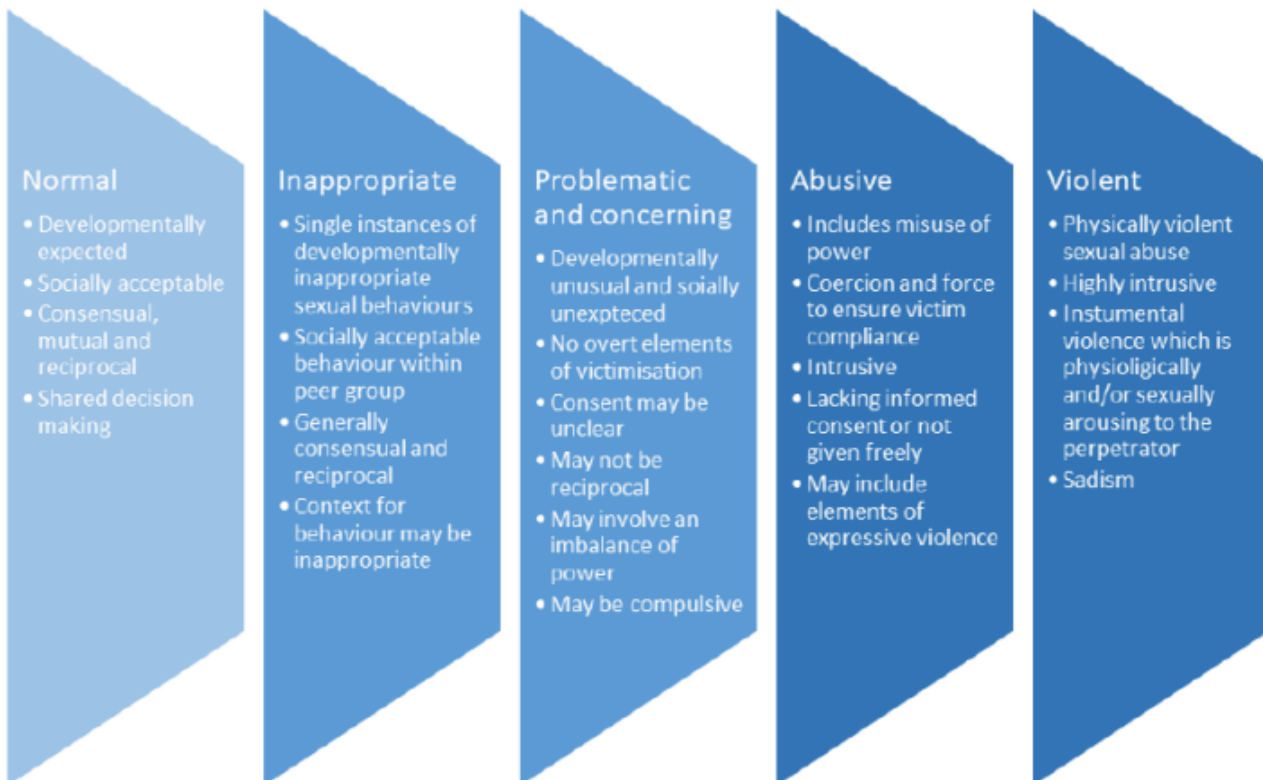 Normal
• Developmentally
expected
• Socially acceptable
• Consensual,
mutual and
reciprocal
• Shared decision
making
Inappropriate
• Single instances of
developmentally
inappropriate
sexual behaviours
• Socially acceptable
behaviour within
peer group
• Generally
consensual and
reciprocal
• Context for
behaviour may be
inappropriate
Problematic
and concerning
• Developmentally
unusual and soially
unexpteced
• No overt elements
of victimisation
• Consent may be
unclear
• May not be
reciprocal
• May involve an
imbalance of
power
• May be compulsive
Abusive
• Includes misuse of
power
• Coercion and force
to ensure victim
compliance
• Intrusive
• Lacking informed
consent or not
given freely
• May include
elements of
expressive violence
Violent
• Physically violent
sexual abuse
• Highly intrusive
• Instumental
violence which is
physioligically
and/or sexually
arousing to the
perpetrator
• Sadism